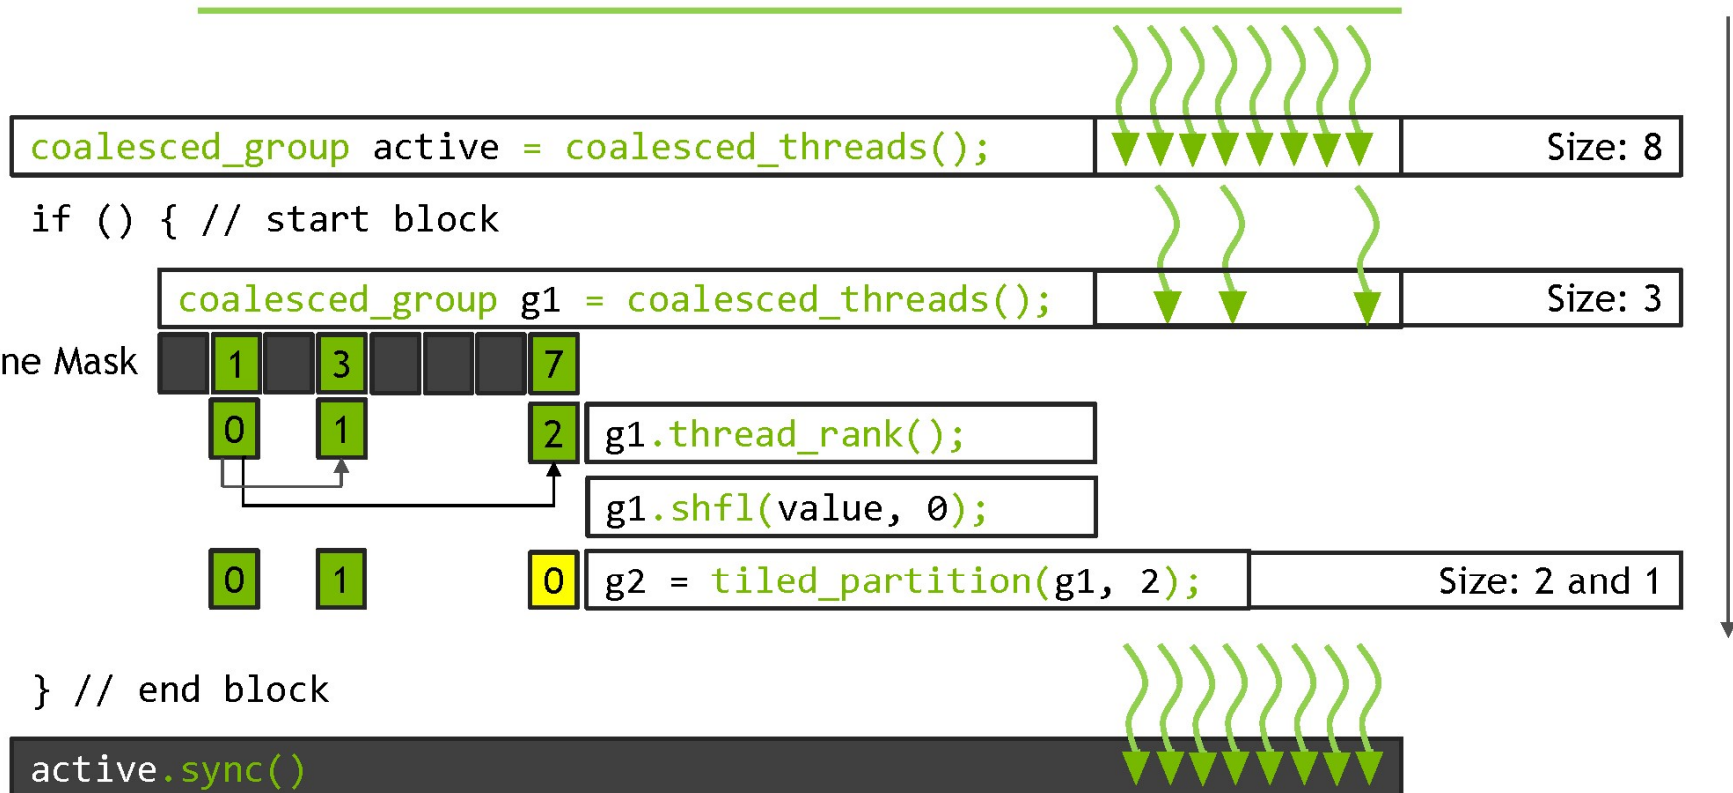 coalesced_group active = coalesced_threads(); Size: 8
if () { // start block
coalesced_group g1 = coalesced_threads(); Size: 3
ne Mask 1 3 7
0 1 2 g1.thread_rank();
g1.shfl(value, 0);
0 1 0 g2 = tiled_partition(g1, 2); Size: 2 and 1
} // end block
active.sync()